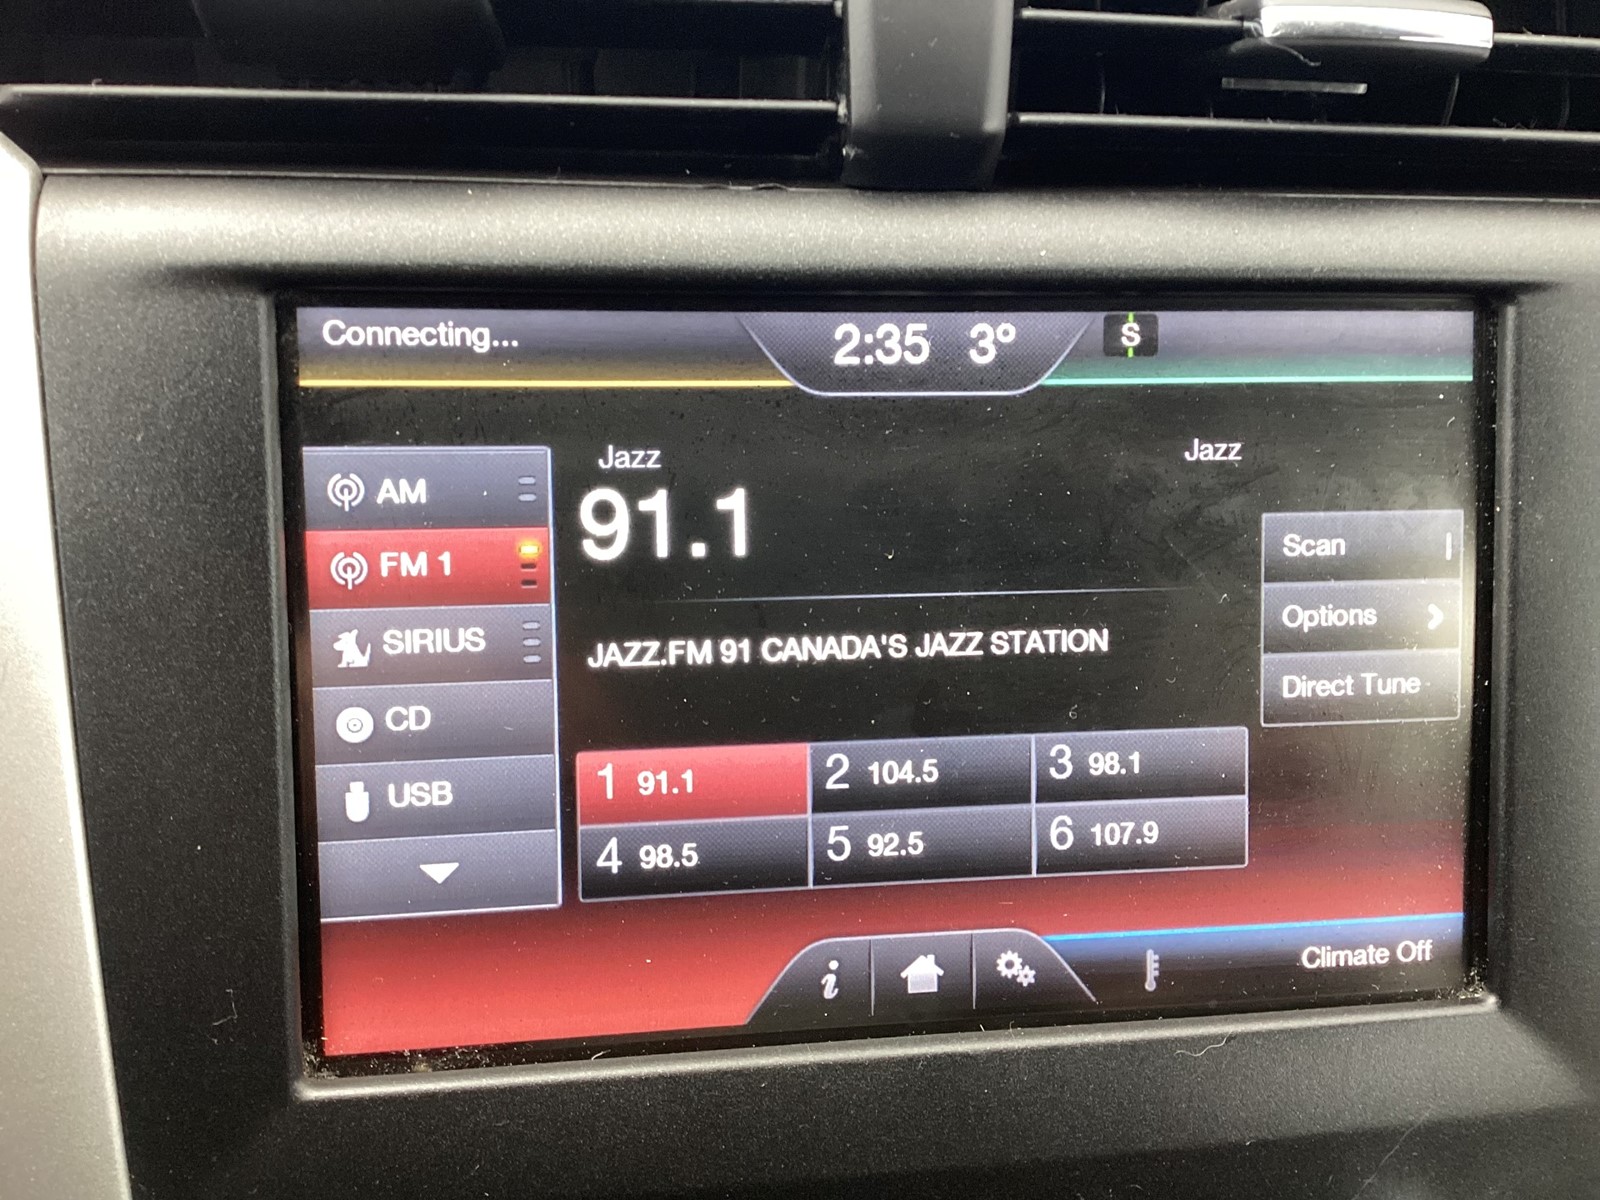 Connecting...
2:35 3°
S
AM
FM 1
SIRIUS
CD
USB
Jazz
91.1
Jazz
JAZZ.FM 91 CANADA'S JAZZ STATION
1 91.1
2 104.5
3 98.1
4 98.5
5 92.5
6 107.9
Scan
Options
Direct Tune
i
Climate Off